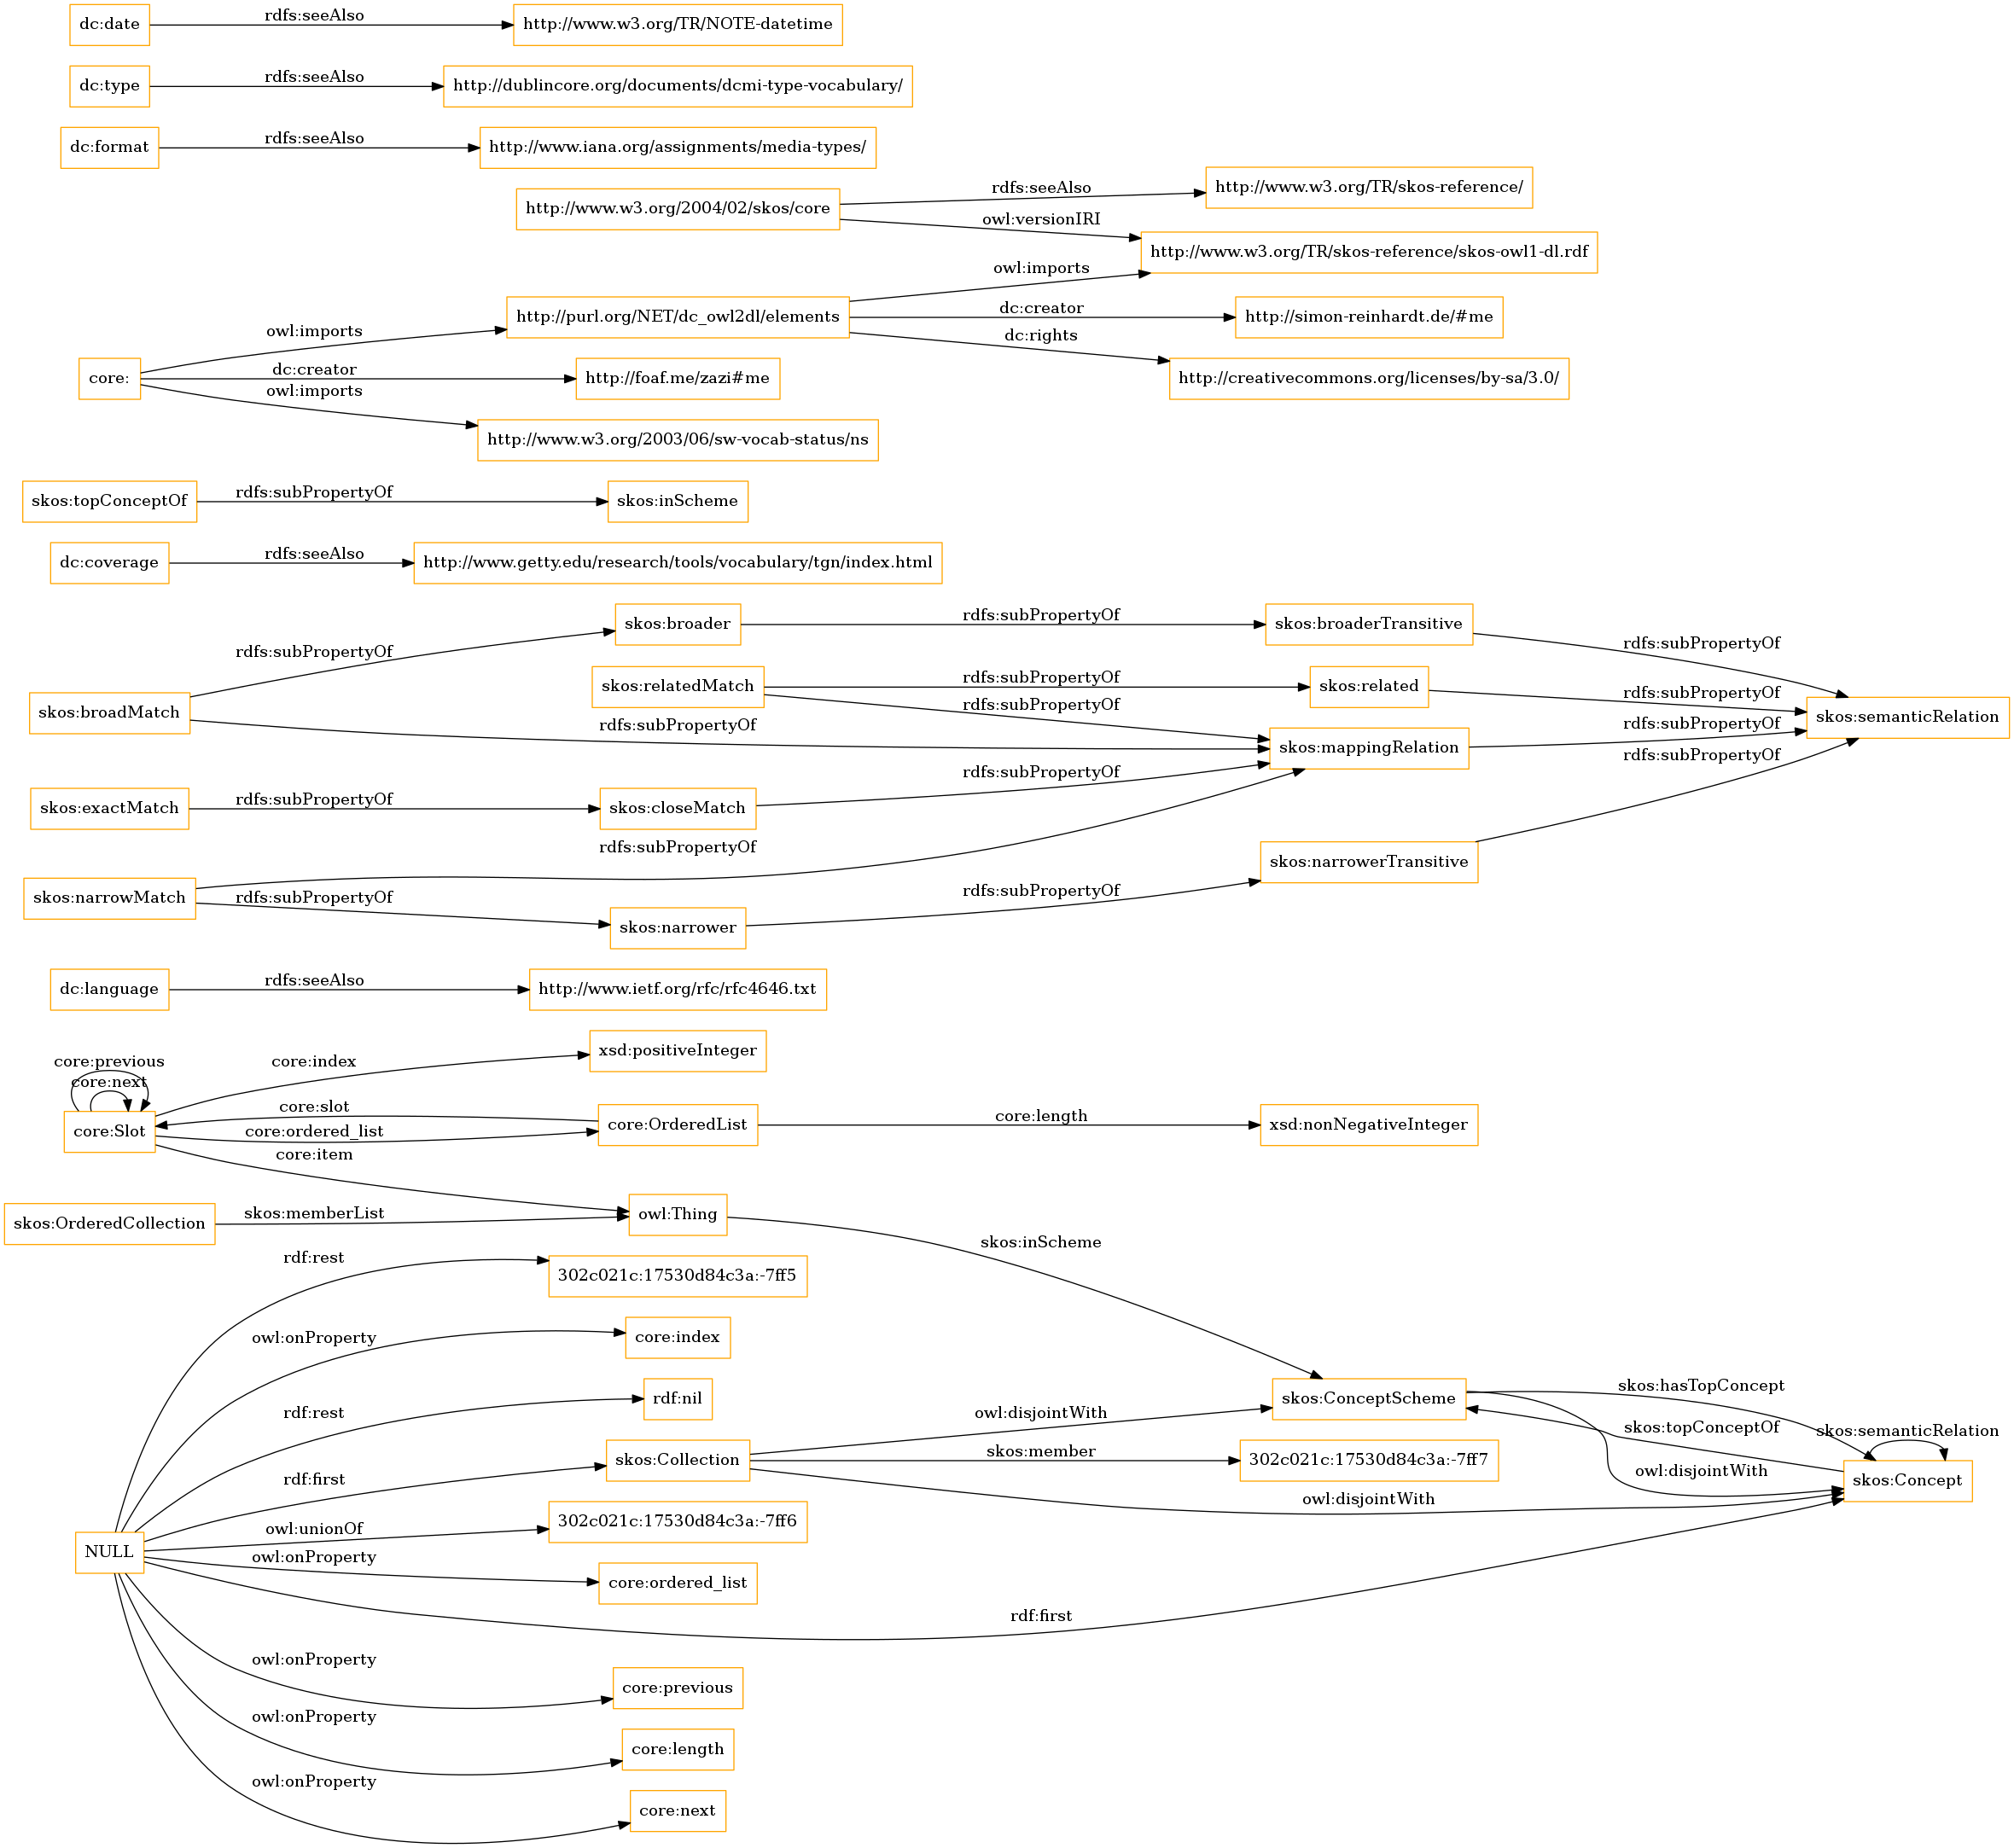 dc:date
rdfs:seeAlso
http://www.w3.org/TR/NOTE-datetime
dc:type
rdfs:seeAlso
http://dublincore.org/documents/dcmi-type-vocabulary/
dc:format
rdfs:seeAlso
http://www.iana.org/assignments/media-types/
http://www.w3.org/2004/02/skos/core
rdfs:seeAlso
http://www.w3.org/TR/skos-reference/
owl:versionIRI
http://www.w3.org/TR/skos-reference/skos-owl1-dl.rdf
core:
owl:imports
http://purl.org/NET/dc_owl2dl/elements
owl:imports
dc:creator
http://simon-reinhardt.de/#me
dc:rights
http://creativecommons.org/licenses/by-sa/3.0/
dc:creator
http://foaf.me/zazi#me
owl:imports
http://www.w3.org/2003/06/sw-vocab-status/ns
skos:topConceptOf
rdfs:subPropertyOf
skos:inScheme
dc:coverage
rdfs:seeAlso
http://www.getty.edu/research/tools/vocabulary/tgn/index.html
skos:broadMatch
rdfs:subPropertyOf
skos:broader
rdfs:subPropertyOf
skos:broaderTransitive
rdfs:subPropertyOf
rdfs:subPropertyOf
skos:relatedMatch
rdfs:subPropertyOf
skos:related
rdfs:subPropertyOf
rdfs:subPropertyOf
skos:mappingRelation
rdfs:subPropertyOf
skos:semanticRelation
skos:exactMatch
rdfs:subPropertyOf
skos:closeMatch
rdfs:subPropertyOf
skos:narrowMatch
rdfs:subPropertyOf
rdfs:subPropertyOf
skos:narrower
rdfs:subPropertyOf
skos:narrowerTransitive
rdfs:subPropertyOf
dc:language
rdfs:seeAlso
http://www.ietf.org/rfc/rfc4646.txt
core:previous
core:next
core:Slot
core:index
xsd:positiveInteger
core:slot
core:ordered_list
core:OrderedList
core:length
xsd:nonNegativeInteger
core:item
skos:OrderedCollection
skos:memberList
owl:Thing
skos:inScheme
NULL
rdf:rest
302c021c:17530d84c3a:-7ff5
owl:onProperty
core:index
rdf:rest
rdf:nil
rdf:first
skos:Collection
owl:disjointWith
skos:ConceptScheme
skos:hasTopConcept
skos:topConceptOf
skos:semanticRelation
skos:member
302c021c:17530d84c3a:-7ff7
owl:disjointWith
owl:disjointWith
skos:Concept
owl:unionOf
302c021c:17530d84c3a:-7ff6
owl:onProperty
core:ordered_list
rdf:first
owl:onProperty
core:previous
owl:onProperty
core:length
owl:onProperty
core:next